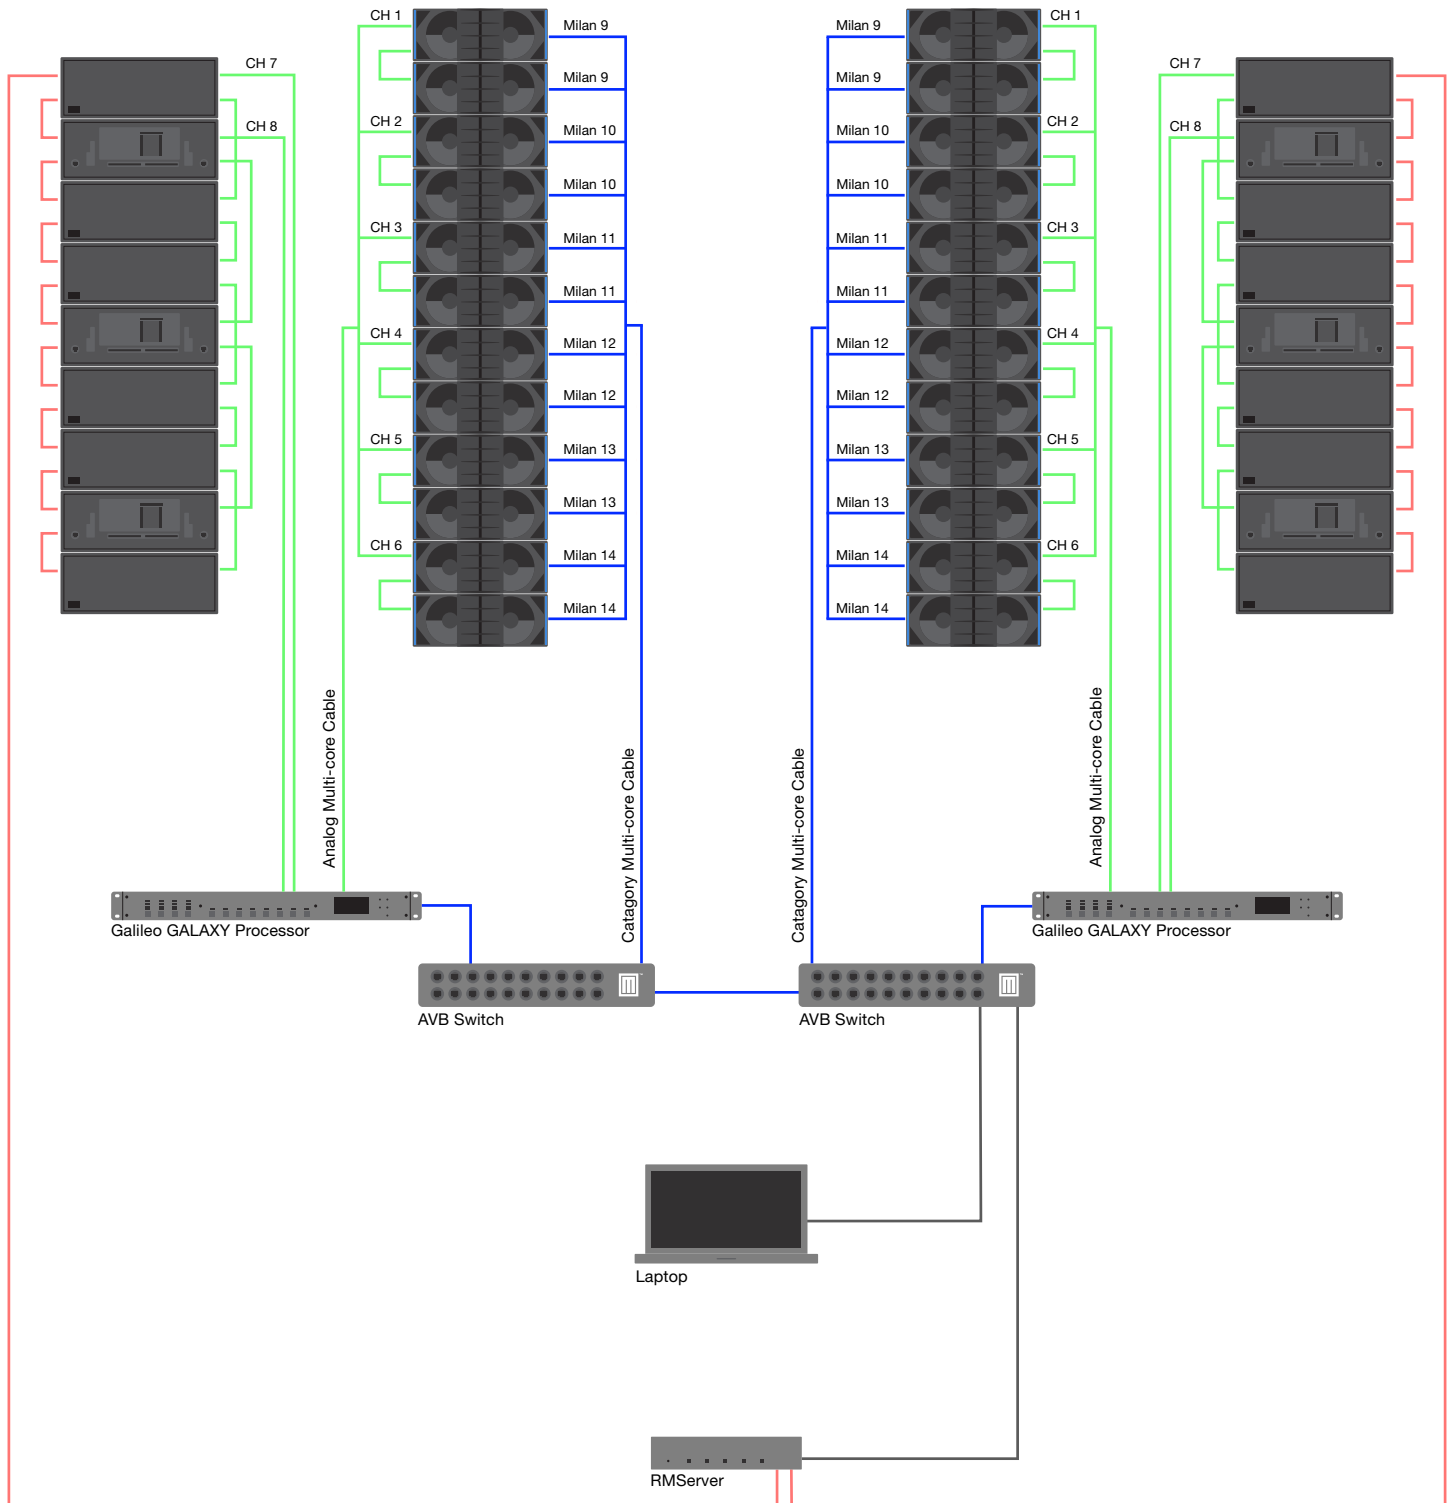 CH 1
Milan 9
Milan 9
CH 1
CH 7
Milan 9
Milan 9
CH 7
CH 8
CH 2
Milan 10
Milan 10
CH 2
CH 8
Milan 10
Milan 10
CH 3
Milan 11
Milan 11
CH 3
Milan 11
Milan 11
CH 4
Milan 12
Milan 12
CH 4
Milan 12
Milan 12
CH 5
Milan 13
Milan 13
CH 5
Milan 13
Milan 13
CH 6
Milan 14
Milan 14
CH 6
Milan 14
Milan 14
Analog Multi-core Cable
Catagory Multi-core Cable
Catagory Multi-core Cable
Analog Multi-core Cable
Galileo GALAXY Processor
Galileo GALAXY Processor
AVB Switch
AVB Switch
Laptop
RMServer